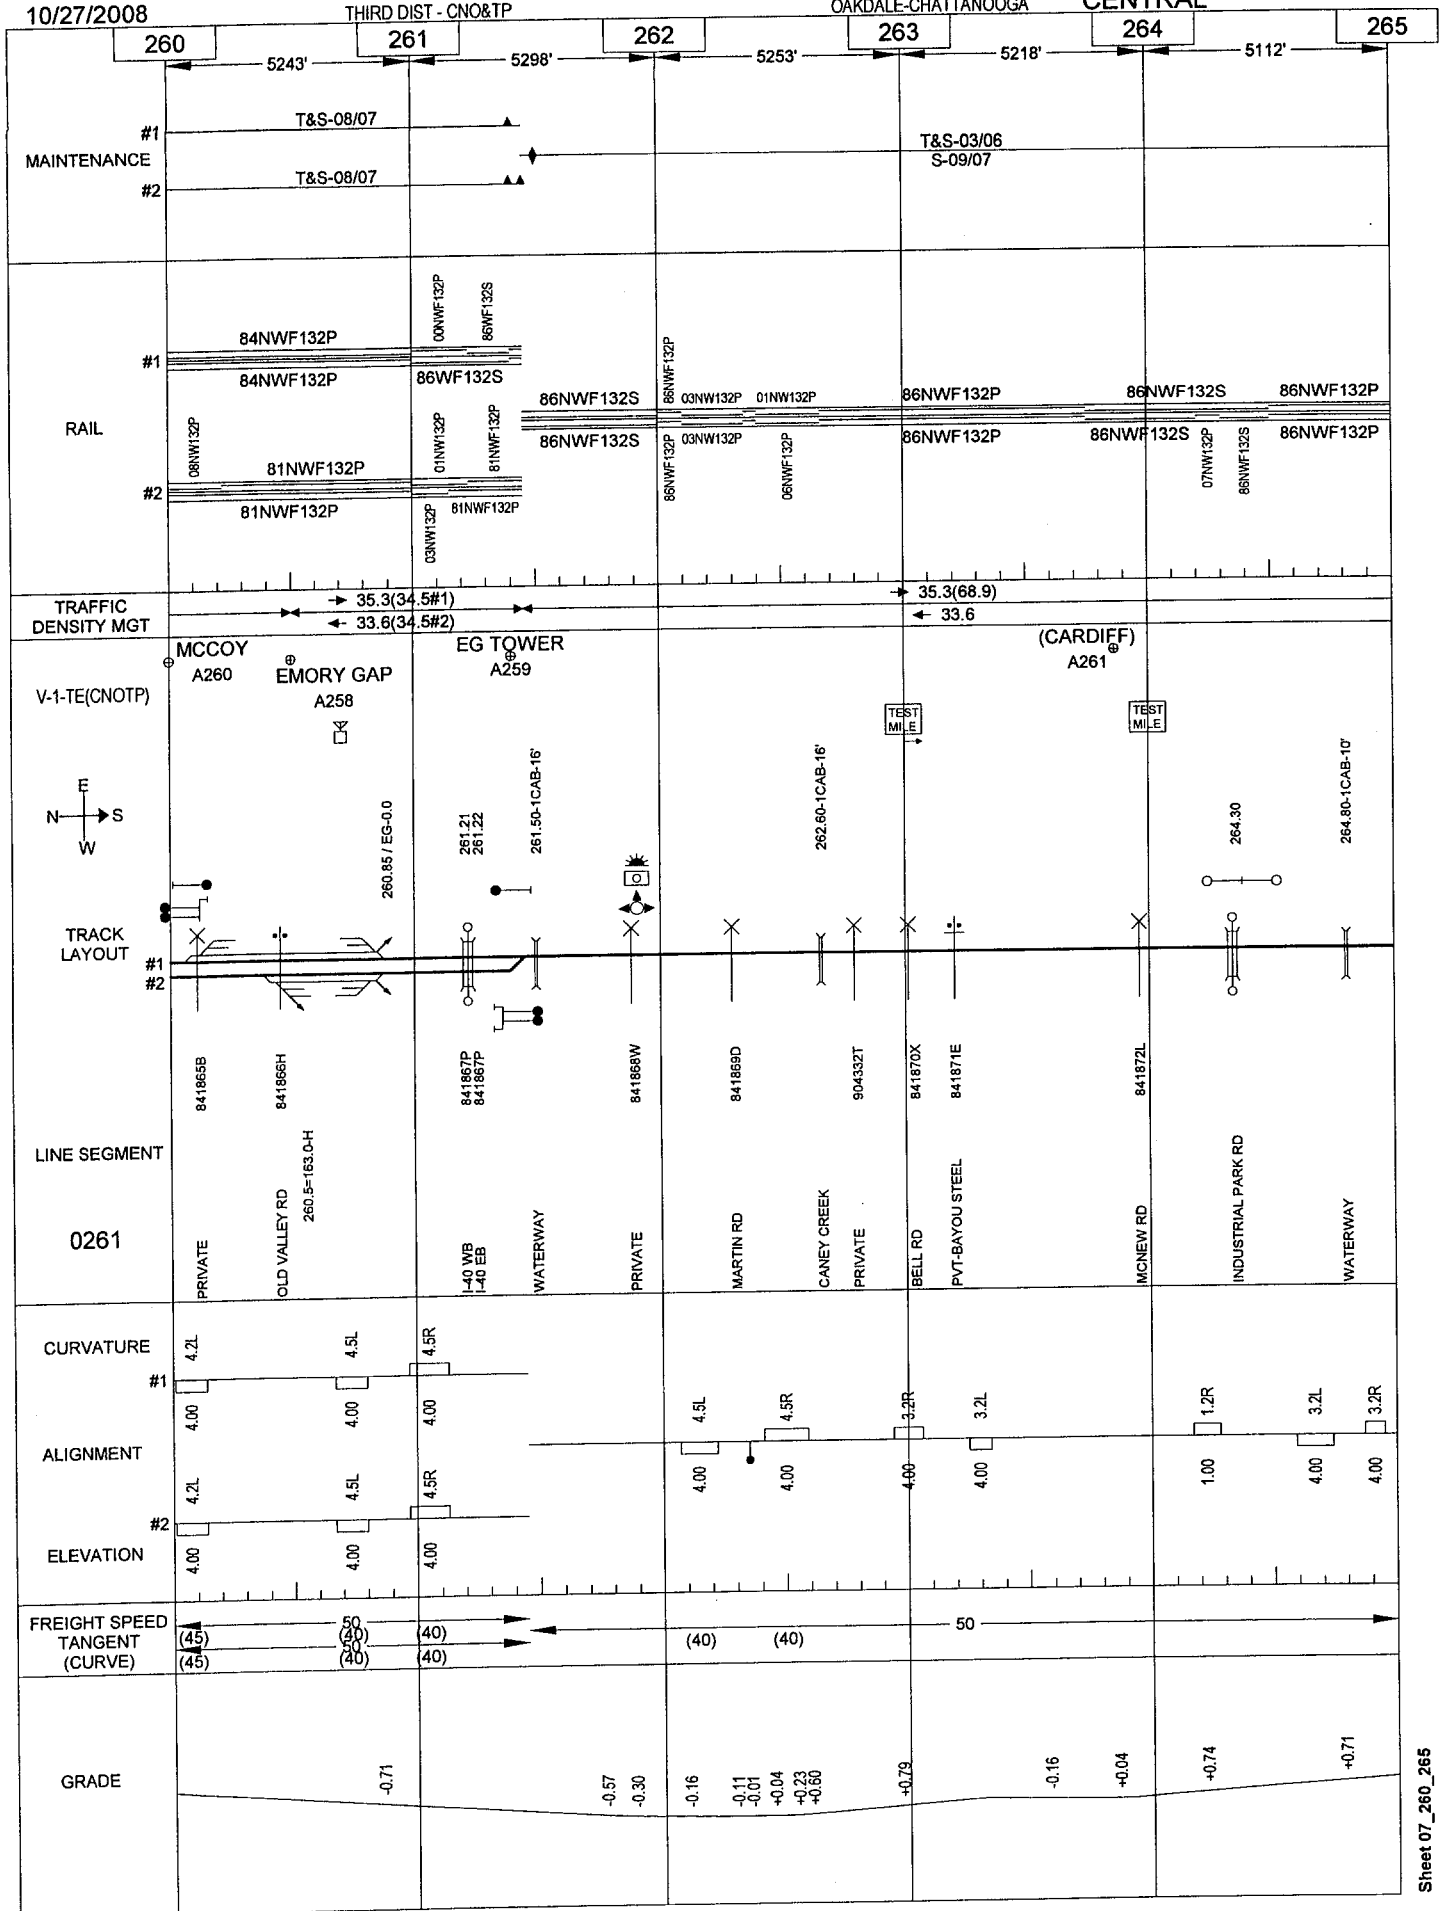 10/27/2008
THIRD DIST - CNO&TP
OAKDALE-CHATTANOOGA
CENTRAL
260
261
262
263
264
265
5243'
5298'
5253'
5218'
5112'
MAINTENANCE
#1
T&S-08/07
#2
T&S-08/07
T&S-03/06
S-09/07
RAIL
#1
84NWF132P
84NWF132P
00NWF132P
86WF132S
86WF132S
#2
08NW132P
81NWF132P
81NWF132P
01NW132P
81NWF132P
03NW132P
81NWF132P
86NWF132S
86NWF132S
86NWF132P
86NWF132P
03NW132P
03NW132P
01NW132P
06NWF132P
86NWF132P
86NWF132P
86NWF132S
86NWF132S
07NW132P
86NWF132S
86NWF132P
86NWF132P
TRAFFIC
DENSITY MGT
35.3(34.5#1)
33.6(34.5#2)
35.3(68.9)
33.6
V-1-TE(CNOTP)
MCCOY
A260
EMORY GAP
A258
EG TOWER
A259
(CARDIFF)
A261
TEST
MILE
TEST
MILE
N
E
S
W
260.85 / EG-0.0
261.21
261.22
261.50-1CAB-16'
262.60-1CAB-16'
264.30
264.80-1CAB-10'
TRACK
LAYOUT
#1
#2
841865B
841866H
841867P
841867P
841868W
841869D
904332T
841870X
841871E
841872L
LINE SEGMENT
0261
PRIVATE
OLD VALLEY RD
260.5=163.0-H
I-40 WB
I-40 EB
WATERWAY
PRIVATE
MARTIN RD
CANEY CREEK
PRIVATE
BELL RD
PVT-BAYOU STEEL
MCNEW RD
INDUSTRIAL PARK RD
WATERWAY
CURVATURE
#1
4.2L
4.5L
4.5R
4.00
4.00
4.00
ALIGNMENT
4.5L
4.5R
3.2R
3.2L
1.2R
3.2L
3.2R
4.00
4.00
4.00
4.00
1.00
4.00
4.00
#2
4.2L
4.5L
4.5R
ELEVATION
4.00
4.00
4.00
FREIGHT SPEED
TANGENT
(CURVE)
50
(45)
(40)
(40)
50
(45)
(40)
(40)
(40)
(40)
50
GRADE
-0.71
-0.57
-0.30
-0.16
-0.11
-0.01
+0.04
+0.23
+0.60
+0.79
-0.16
+0.04
+0.74
+0.71
Sheet 07_260_265